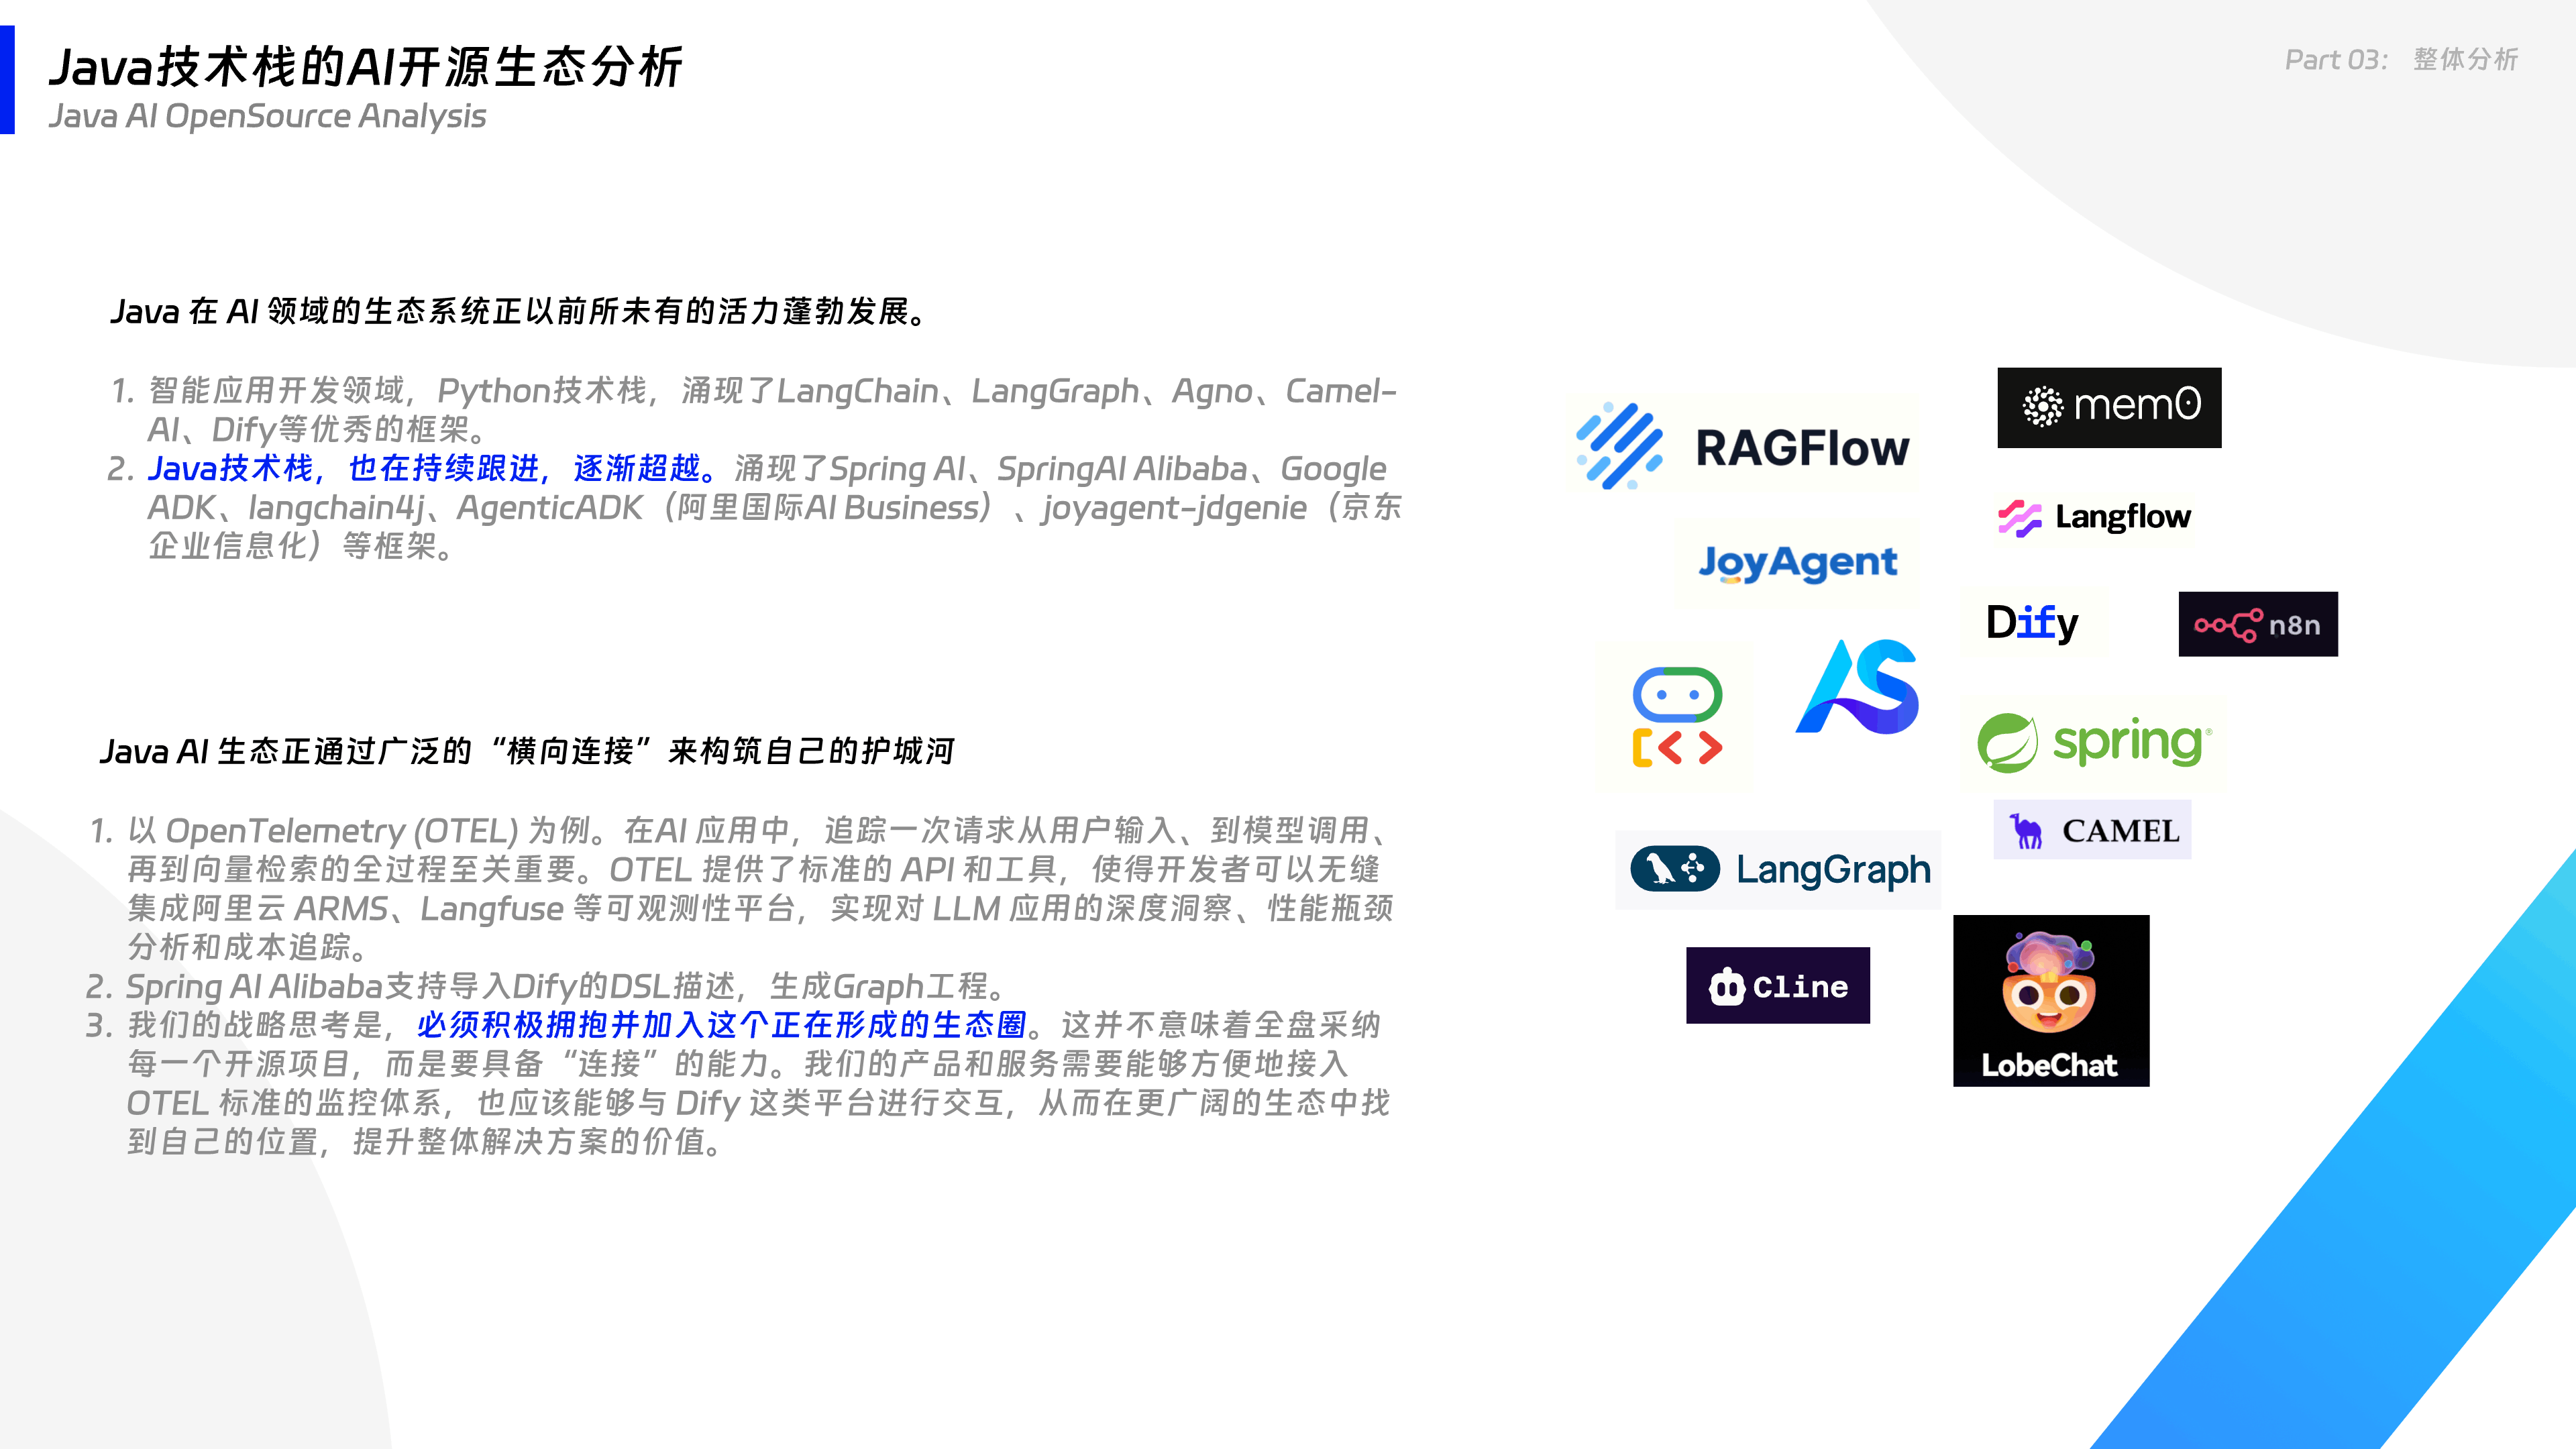 Java技术栈的AI开源生态分析
Java AI OpenSource Analysis
Part 03: 整体分析
Java 在 AI 领域的生态系统正以前所未有的活力蓬勃发展。
1. 智能应用开发领域，Python技术栈，涌现了LangChain、LangGraph、Agno、Camel-
AI、Dify等优秀的框架。
2. Java技术栈，也在持续跟进，逐渐超越。涌现了Spring AI、SpringAI Alibaba、Google
ADK、langchain4j、AgenticADK（阿里国际AI Business）、joyagent-jdgenie（京东
企业信息化）等框架。
Java AI 生态正通过广泛的“横向连接”来构筑自己的护城河
1. 以 OpenTelemetry (OTEL) 为例。在AI 应用中，追踪一次请求从用户输入、到模型调用、
再到向量检索的全过程至关重要。OTEL 提供了标准的 API 和工具，使得开发者可以无缝
集成阿里云 ARMS、Langfuse 等可观测性平台，实现对 LLM 应用的深度洞察、性能瓶颈
分析和成本追踪。
2. Spring AI Alibaba支持导入Dify的DSL描述，生成Graph工程。
3. 我们的战略思考是，必须积极拥抱并加入这个正在形成的生态圈。这并不意味着全盘采纳
每一个开源项目，而是要具备“连接”的能力。我们的产品和服务需要能够方便地接入
OTEL 标准的监控体系，也应该能够与 Dify 这类平台进行交互，从而在更广阔的生态中找
到自己的位置，提升整体解决方案的价值。
mem0
RAGFlow
Langflow
JoyAgent
Dify
n8n
AS
spring®
CAMEL
LangGraph
Cline
LobeChat